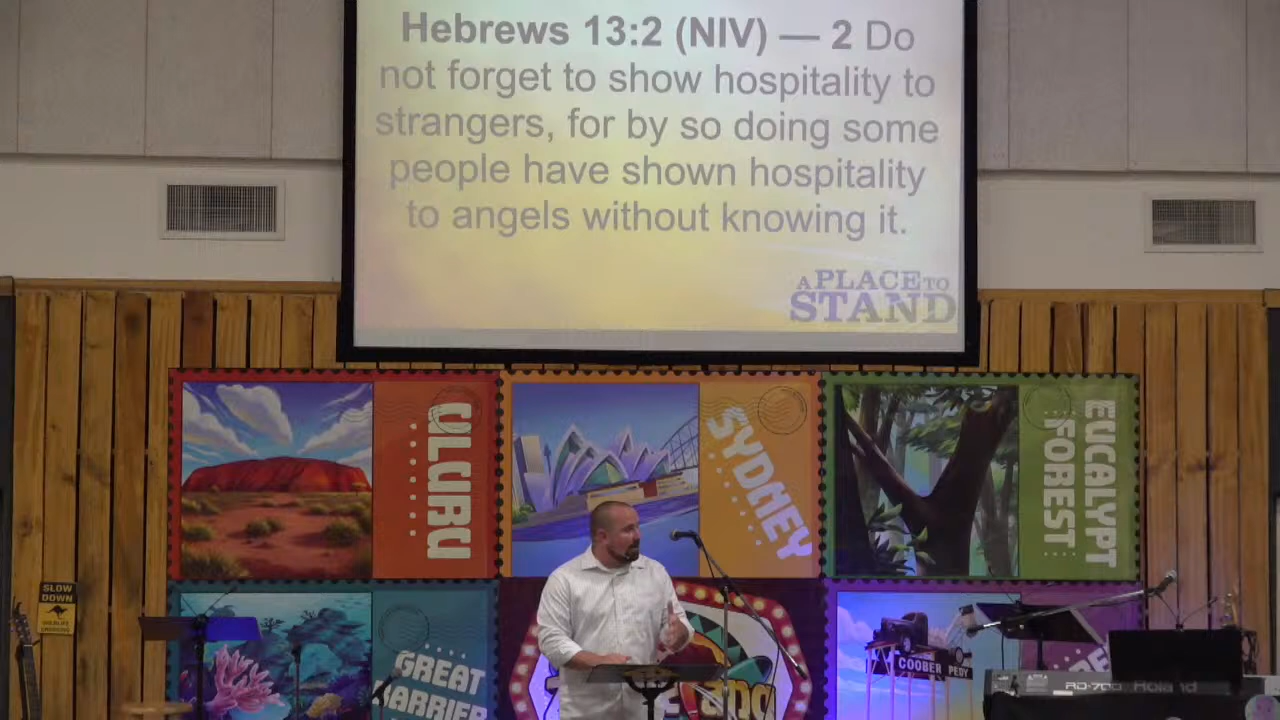 Hebrews 13:2 (NIV) — 2 Do
not forget to show hospitality to
strangers, for by so doing some
people have shown hospitality
to angels without knowing it.
A PLACE TO
STAND
ULURU
SYDNEY
EUCALYPT
FOREST
SLOW
DOWN
GREAT
BARRIER
COOBER PEDY
RD-700 Roland